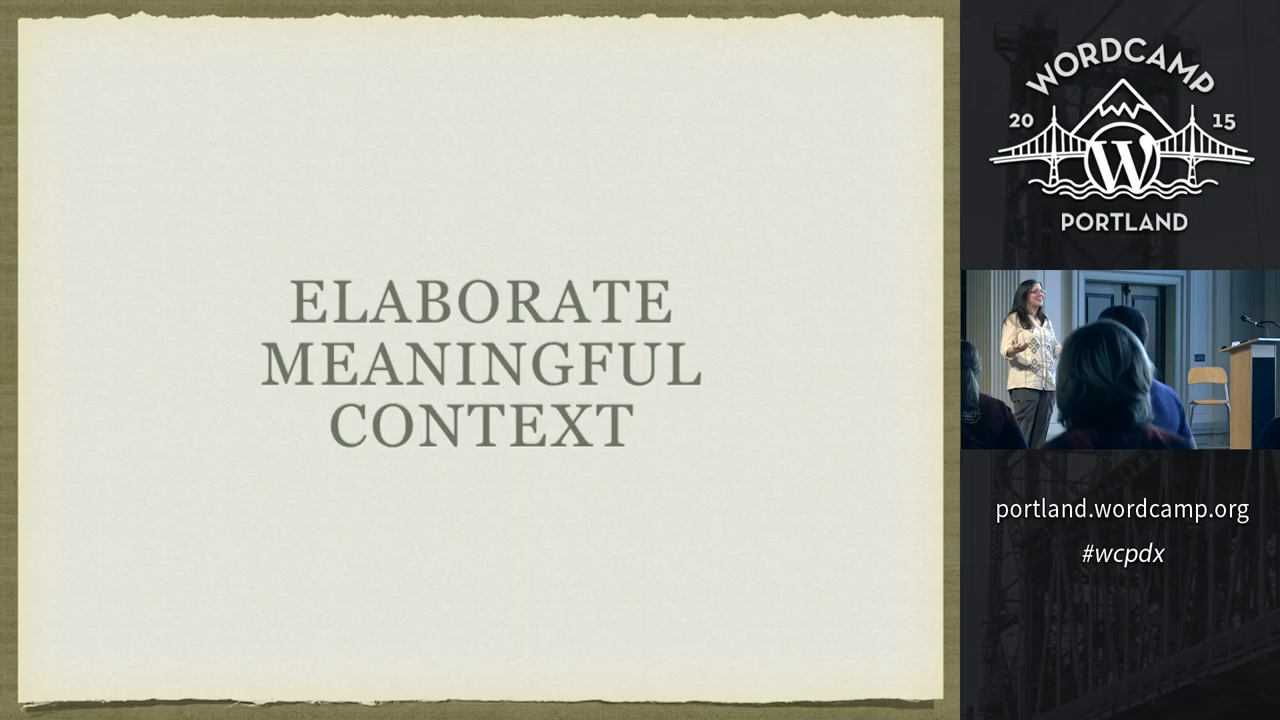 ELABORATE
MEANINGFUL
CONTEXT
WORDCAMP
20 15
W
PORTLAND
portland.wordcamp.org
#wcpdx